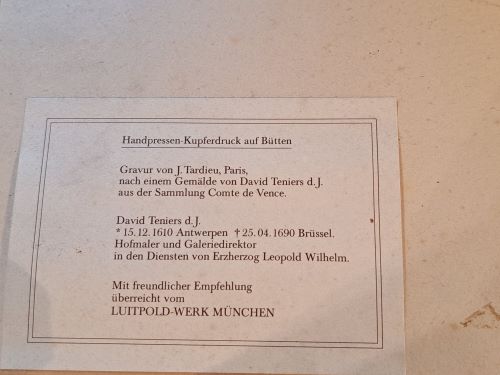 Handpressen-Kupferdruck auf Bütten
Gravur von J. Tardieu, Paris,
nach einem Gemälde von David Teniers d. J.
aus der Sammlung Comte de Vence.
David Teniers d. J.
* 15. 12. 1610 Antwerpen † 25. 04. 1690 Brüssel.
Hofmaler und Galeriedirektor
in den Diensten von Erzherzog Leopold Wilhelm.
Mit freundlicher Empfehlung
überreicht vom
LUITPOLD-WERK MÜNCHEN